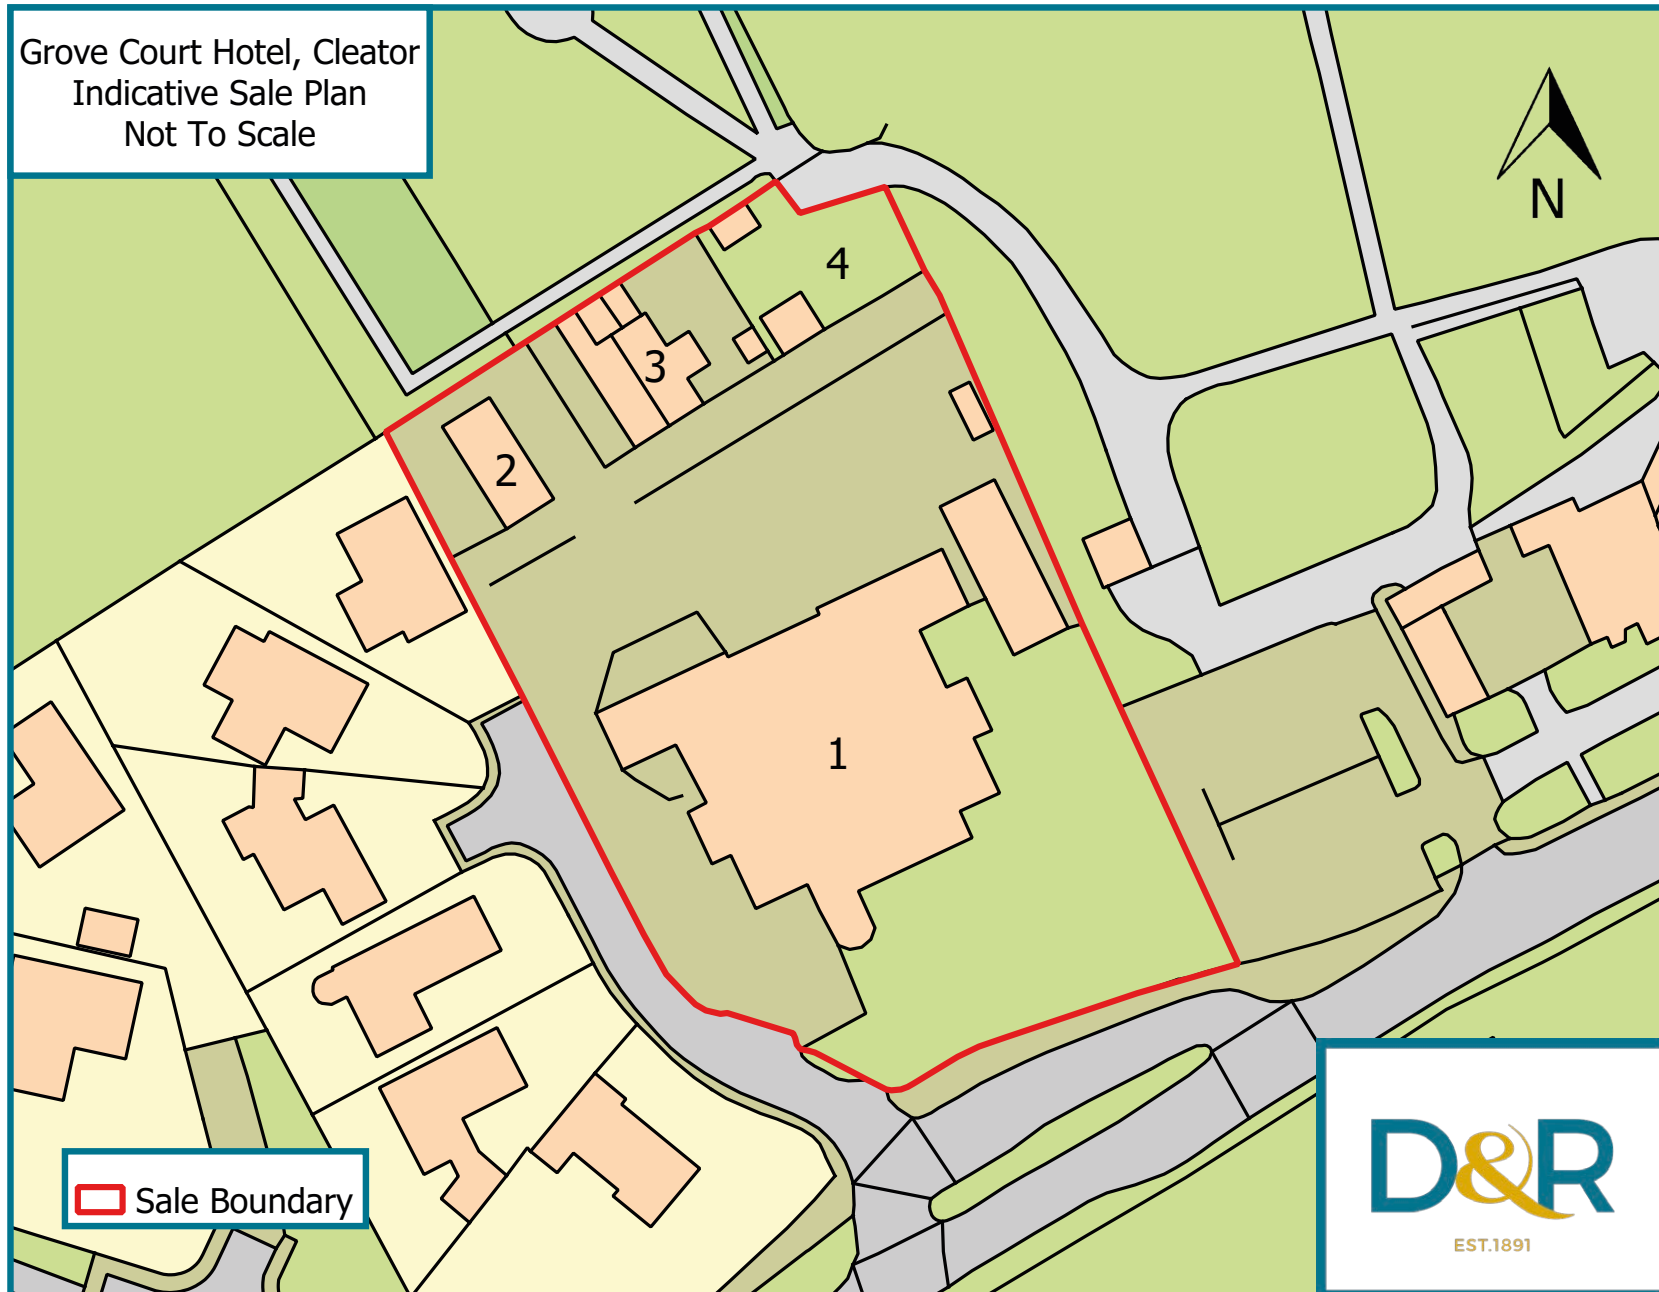 Grove Court Hotel, Cleator
Indicative Sale Plan
Not To Scale
N
4
3
2
1
Sale Boundary
D&R
EST.1891